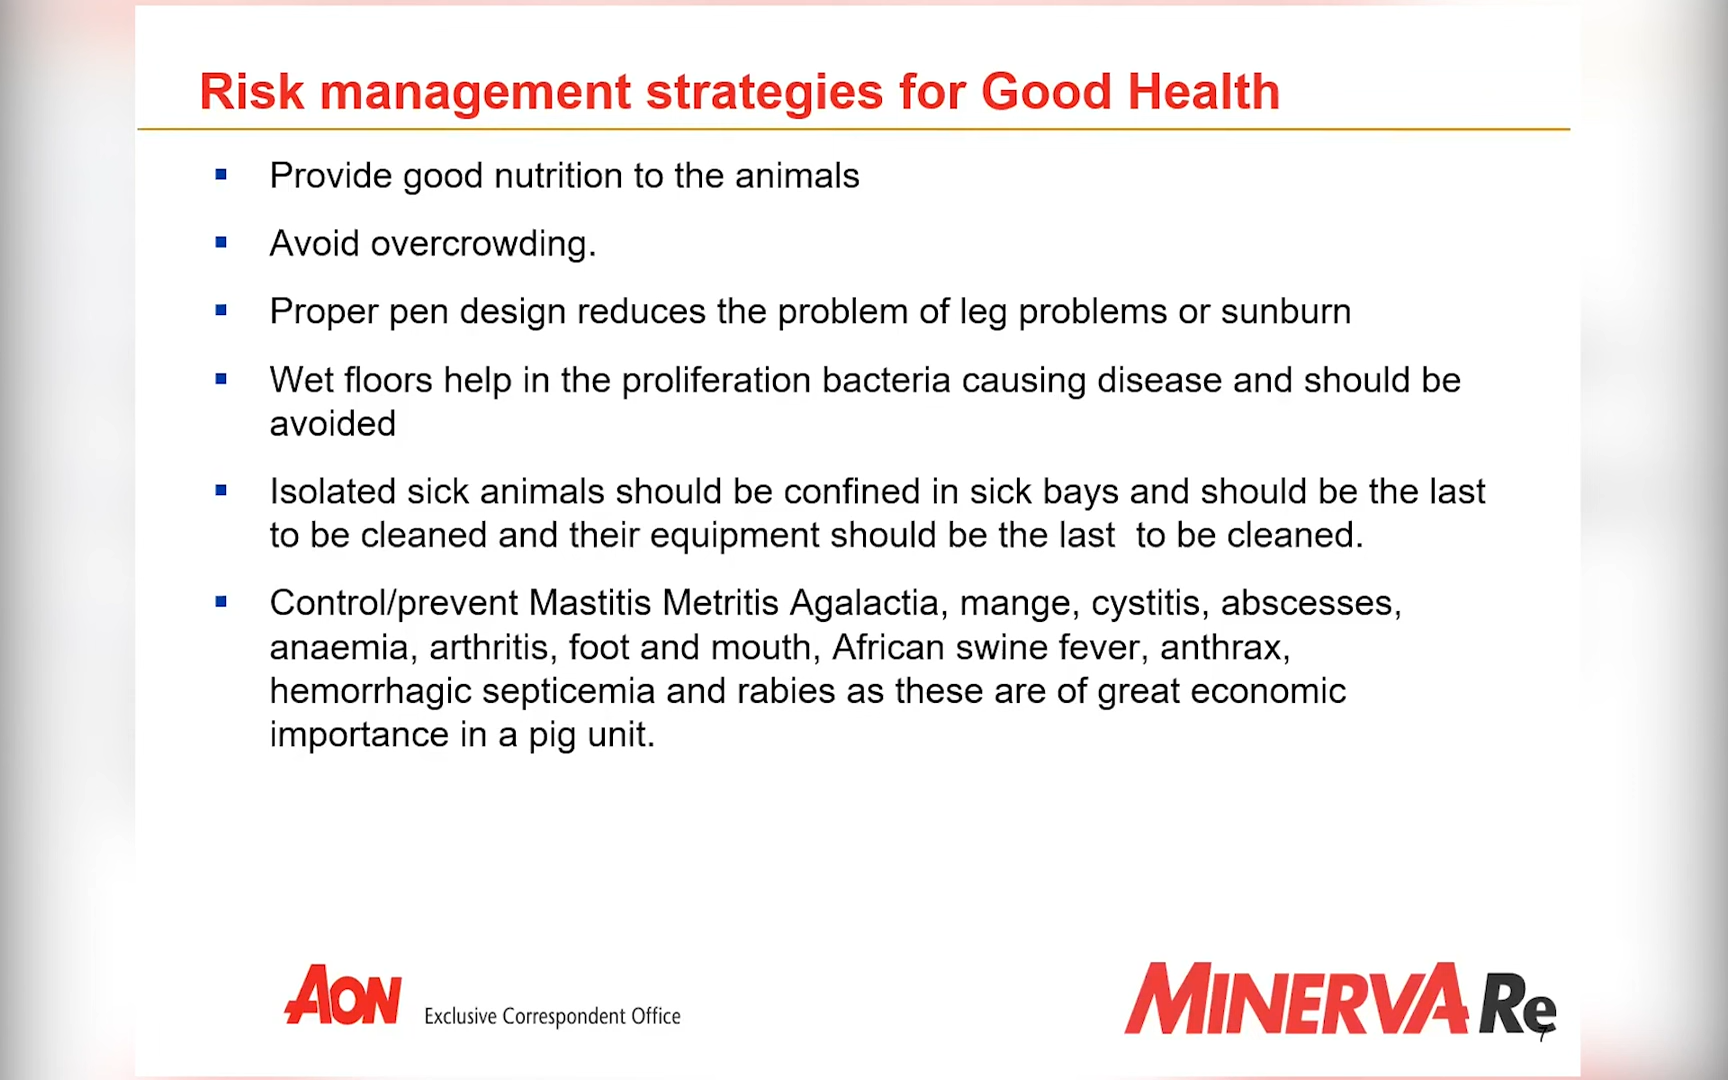 Risk management strategies for Good Health
Provide good nutrition to the animals
Avoid overcrowding.
Proper pen design reduces the problem of leg problems or sunburn
Wet floors help in the proliferation bacteria causing disease and should be
avoided
Isolated sick animals should be confined in sick bays and should be the last
to be cleaned and their equipment should be the last  to be cleaned.
Control/prevent Mastitis Metritis Agalactia, mange, cystitis, abscesses,
anaemia, arthritis, foot and mouth, African swine fever, anthrax,
hemorrhagic septicemia and rabies as these are of great economic
importance in a pig unit.
AON Exclusive Correspondent Office
MINERVA Re
7